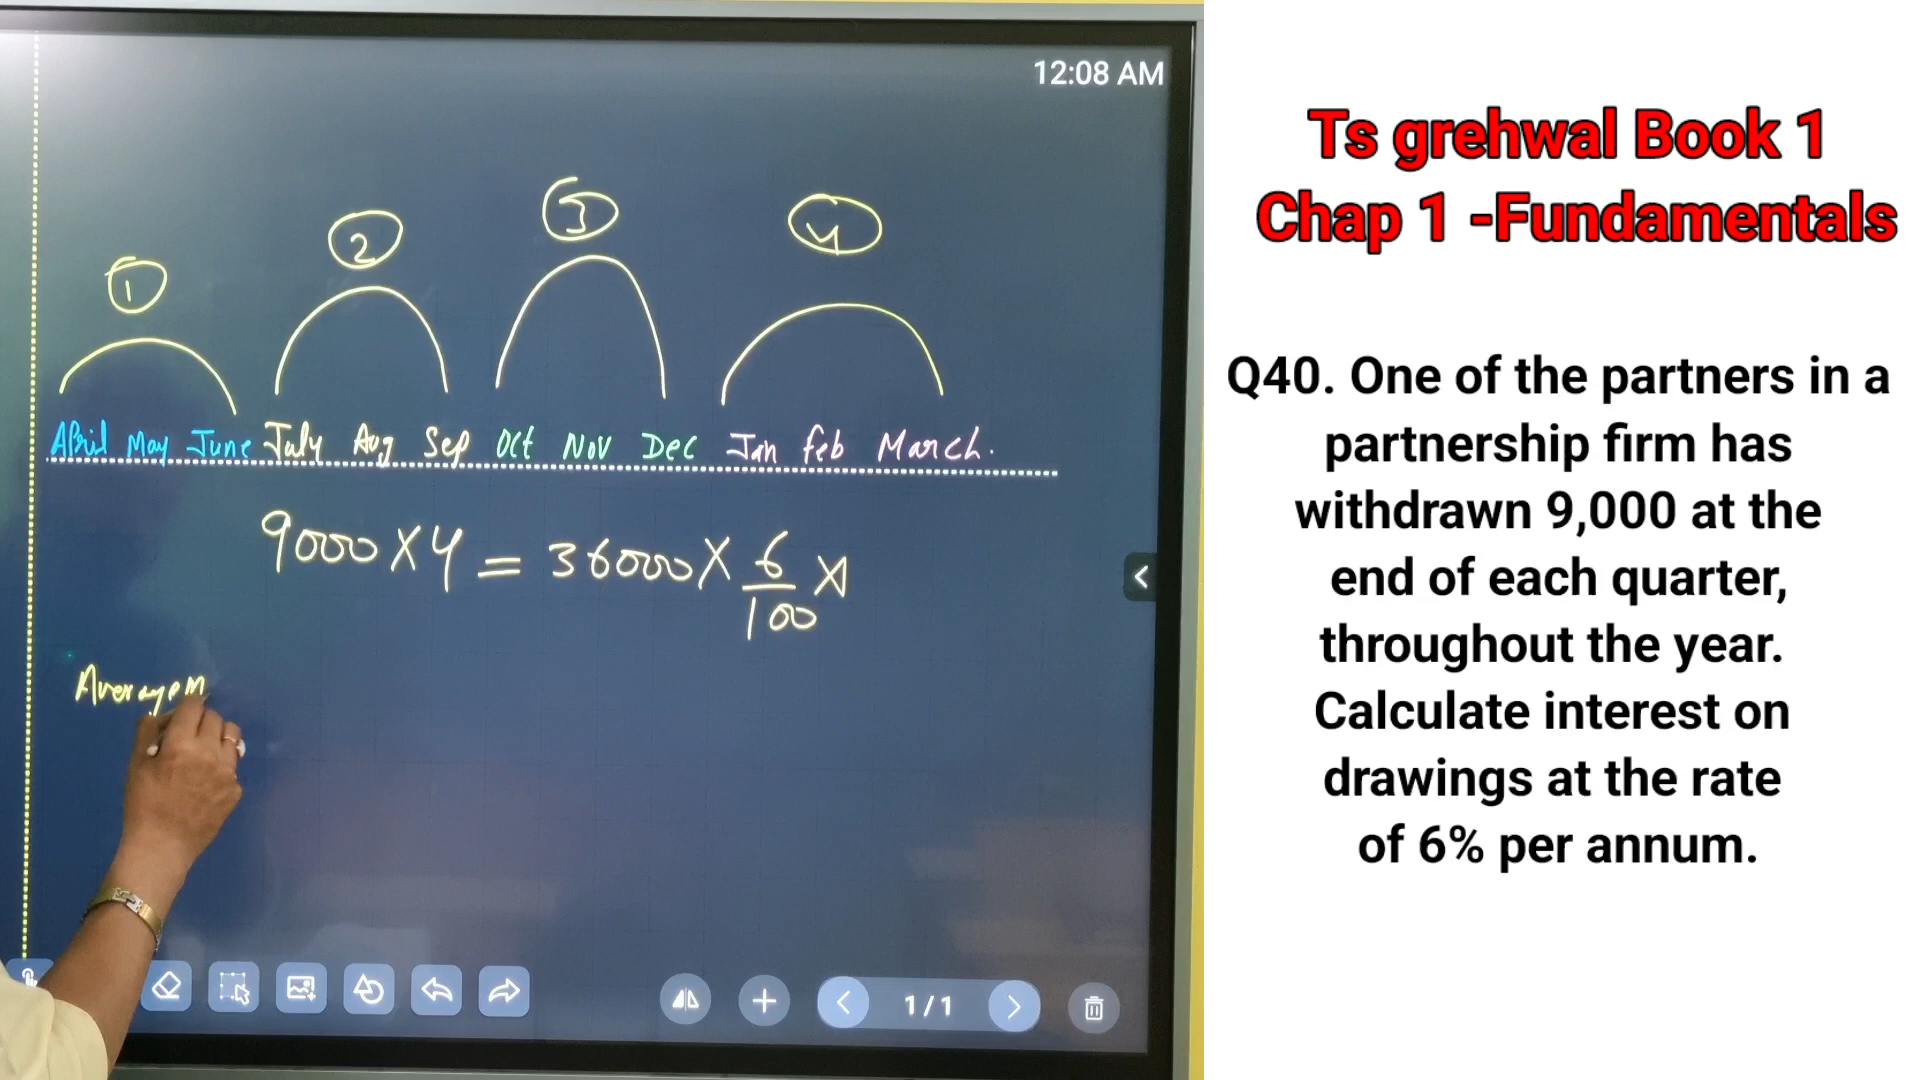 12:08 AM
1 2 3 4
April May June July Aug Sep Oct Nov Dec Jan feb March.
9000 X 4 = 36000 X 6/100 X
Average M
1/1
Ts grehwal Book 1
Chap 1 -Fundamentals
Q40. One of the partners in a
partnership firm has
withdrawn 9,000 at the
end of each quarter,
throughout the year.
Calculate interest on
drawings at the rate
of 6% per annum.